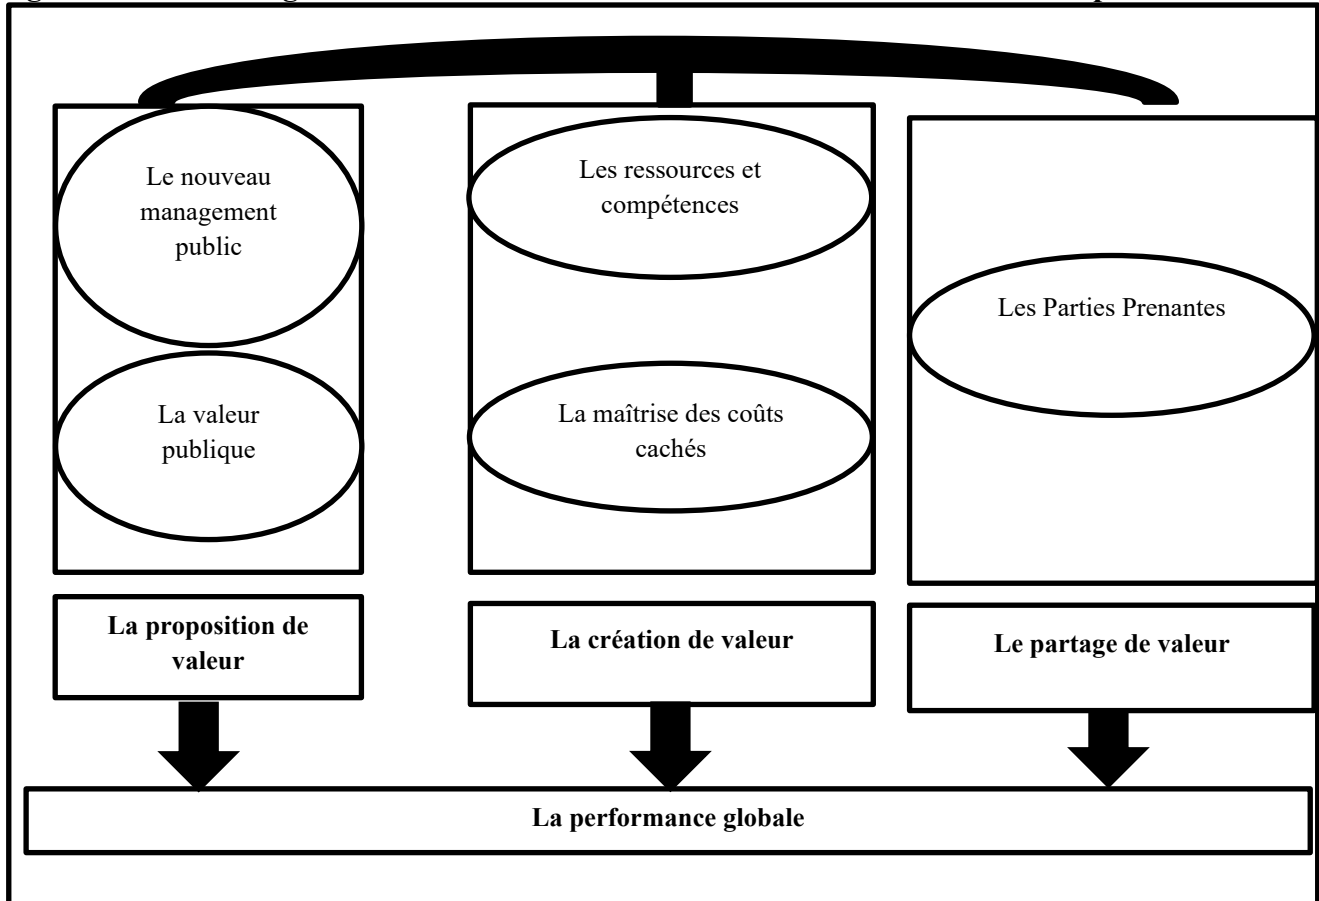 Le nouveau
management
public
La valeur
publique
Les ressources et
compétences
La maîtrise des coûts
cachés
Les Parties Prenantes
La proposition de
valeur
La création de valeur
Le partage de valeur
La performance globale